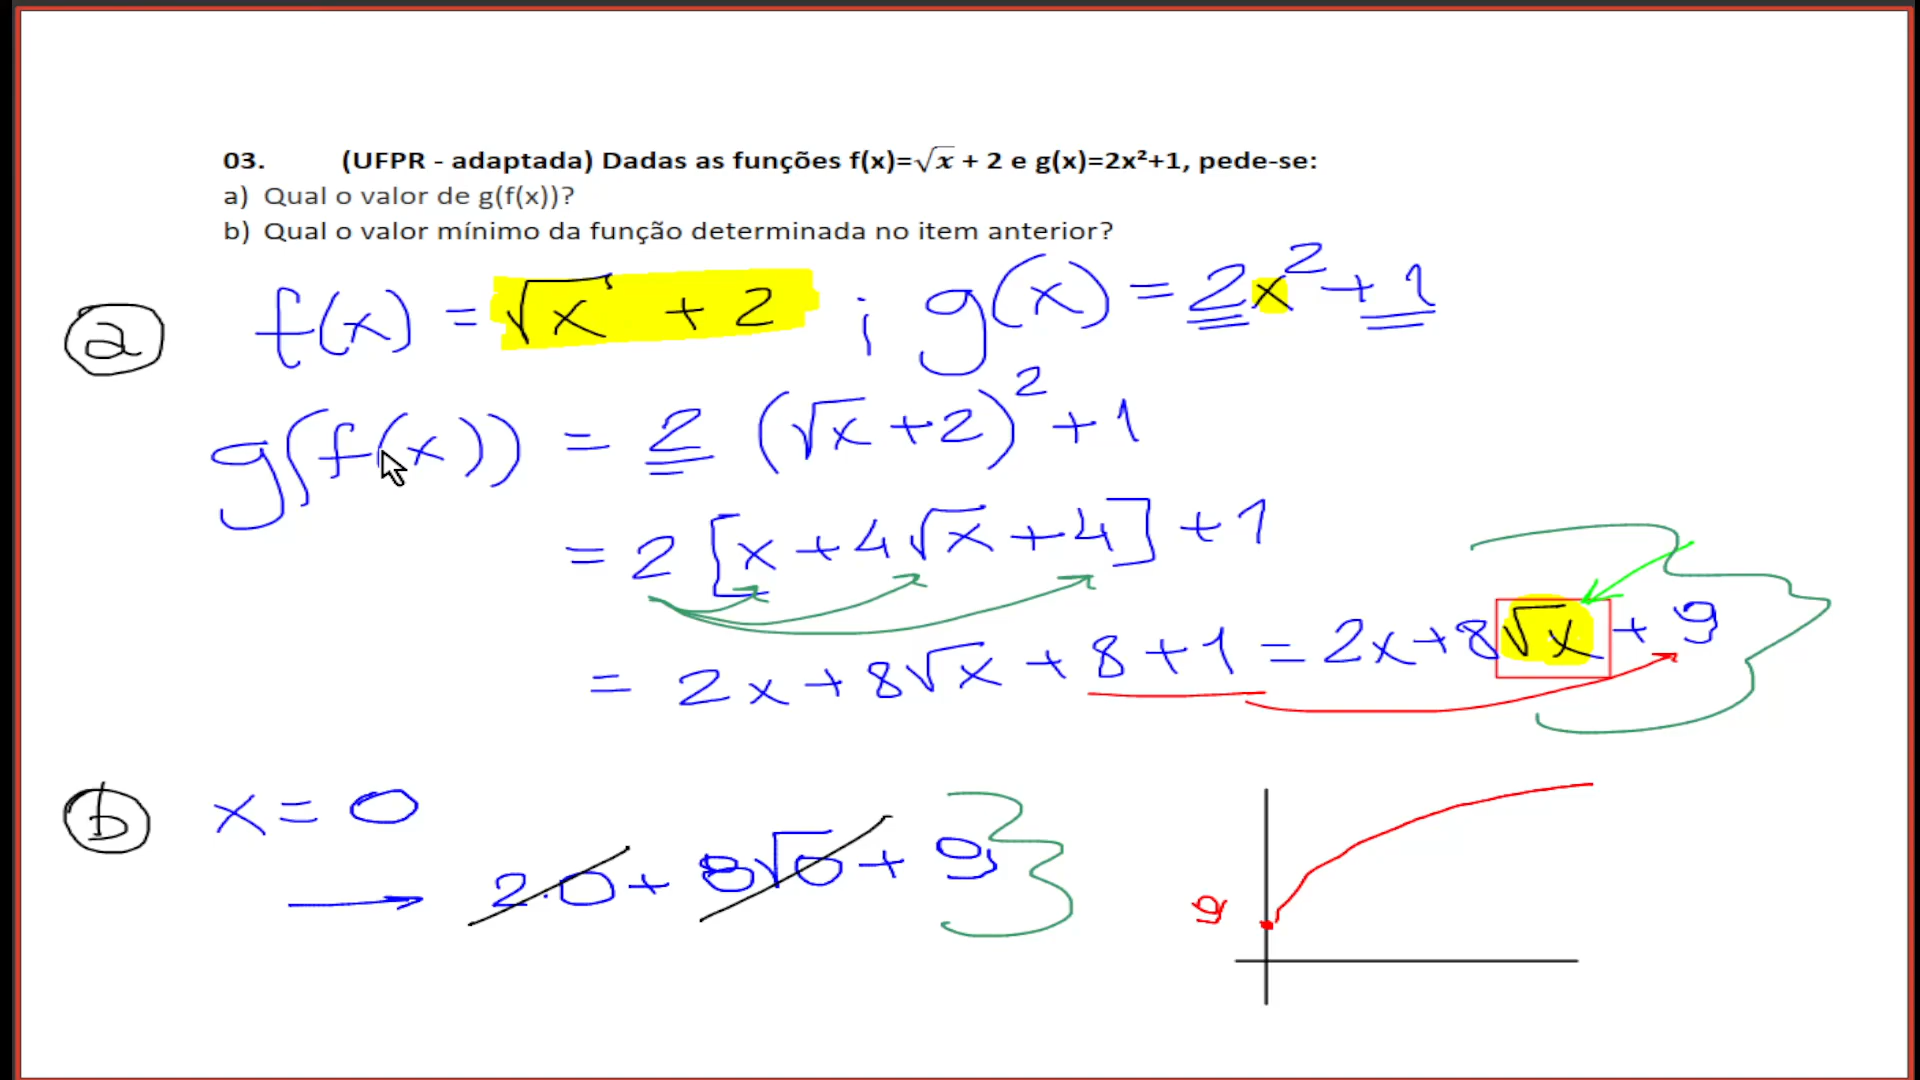 03. (UFPR - adaptada) Dadas as funções f(x)=√x + 2 e g(x)=2x²+1, pede-se:
a) Qual o valor de g(f(x))?
b) Qual o valor mínimo da função determinada no item anterior?
a f(x) = √x + 2 ; g(x) = 2x² + 1
g(f(x)) = 2 (√x + 2)² + 1
= 2 [x + 4√x + 4] + 1
= 2x + 8√x + 8 + 1 = 2x + 8√x + 9
b x = 0
→ 2.0 + 8√0 + 9
9